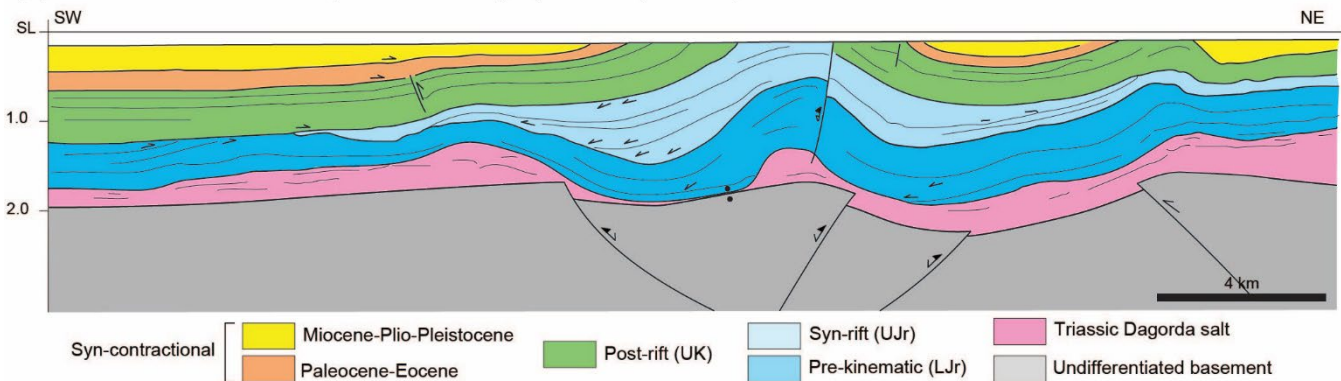 SL
SW
NE
1.0
2.0
4 km
Syn-contractional
Miocene-Plio-Pleistocene
Paleocene-Eocene
Post-rift (UK)
Syn-rift (UJr)
Pre-kinematic (LJr)
Triassic Dagorda salt
Undifferentiated basement